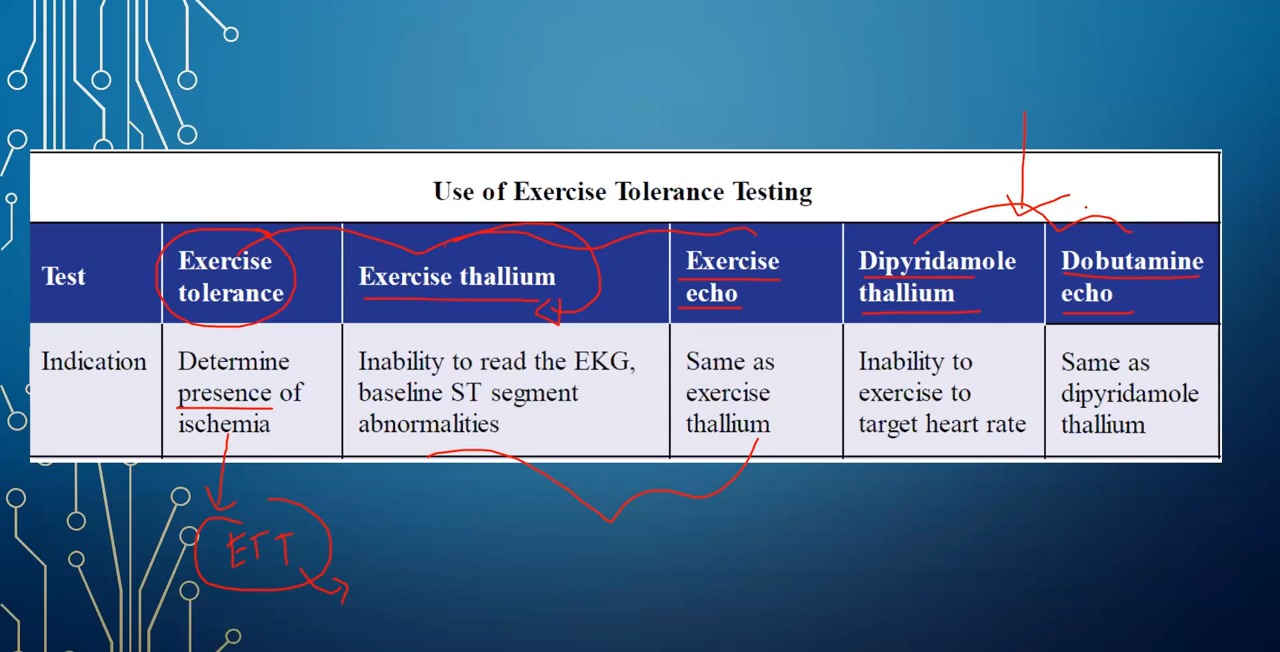 Use of Exercise Tolerance Testing
Test
Exercise
tolerance
Exercise thallium
Exercise
echo
Dipyridamole
thallium
Dobutamine
echo
Indication
Determine
presence of
ischemia
Inability to read the EKG,
baseline ST segment
abnormalities
Same as
exercise
thallium
Inability to
exercise to
target heart rate
Same as
dipyridamole
thallium
ETT